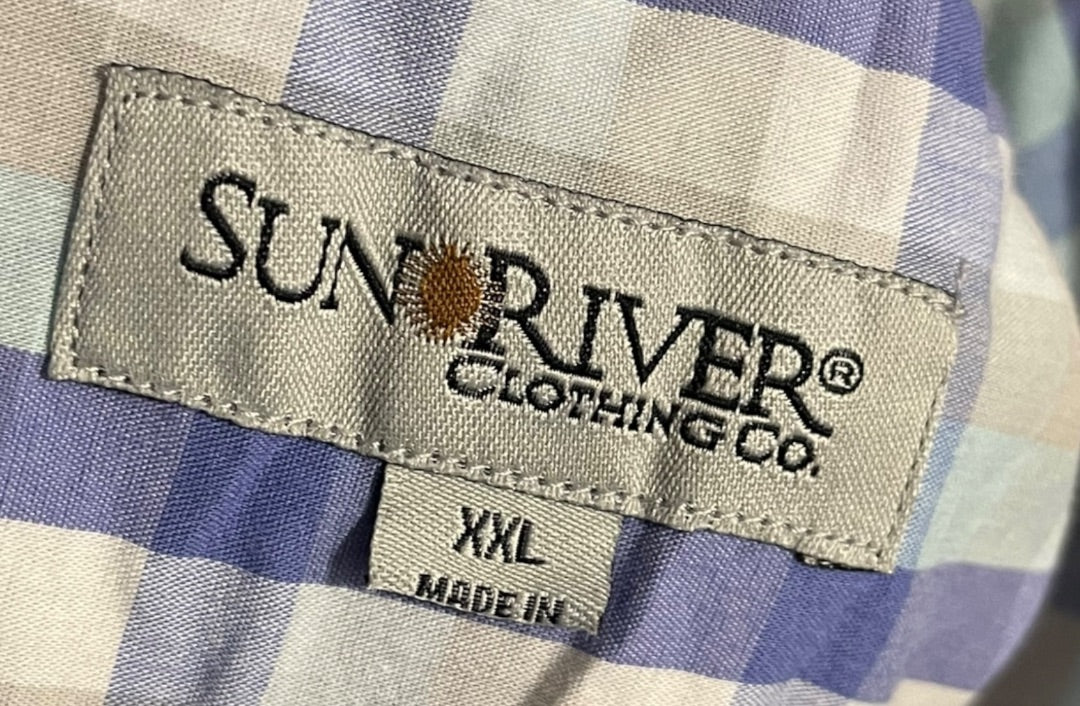 SUN RIVER®
CLOTHING CO.
XXL
MADE IN